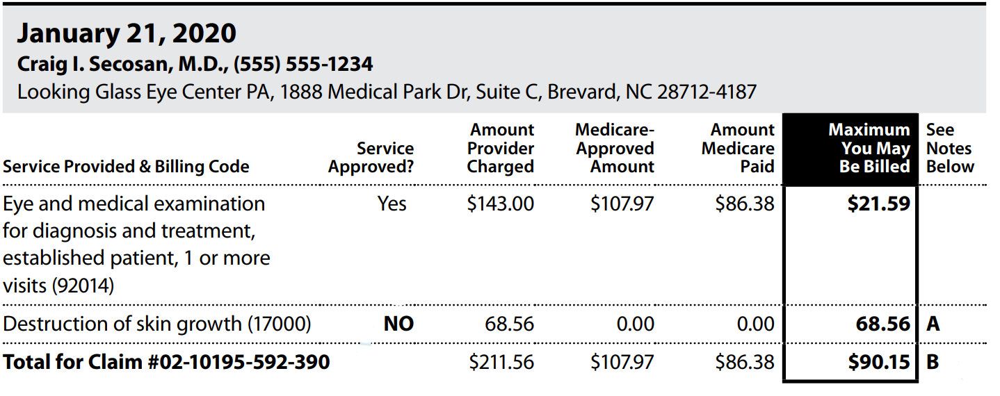 January 21, 2020
Craig I. Secosan, M.D., (555) 555-1234
Looking Glass Eye Center PA, 1888 Medical Park Dr, Suite C, Brevard, NC 28712-4187
Service Provided & Billing Code
Service
Approved?
Amount
Provider
Charged
Medicare-
Approved
Amount
Amount
Medicare
Paid
Maximum
You May
Be Billed
See
Notes
Below
Eye and medical examination Yes $143.00 $107.97 $86.38 $21.59
for diagnosis and treatment,
established patient, 1 or more
visits (92014)
Destruction of skin growth (17000) NO 68.56 0.00 0.00 68.56 A
Total for Claim #02-10195-592-390 $211.56 $107.97 $86.38 $90.15 B